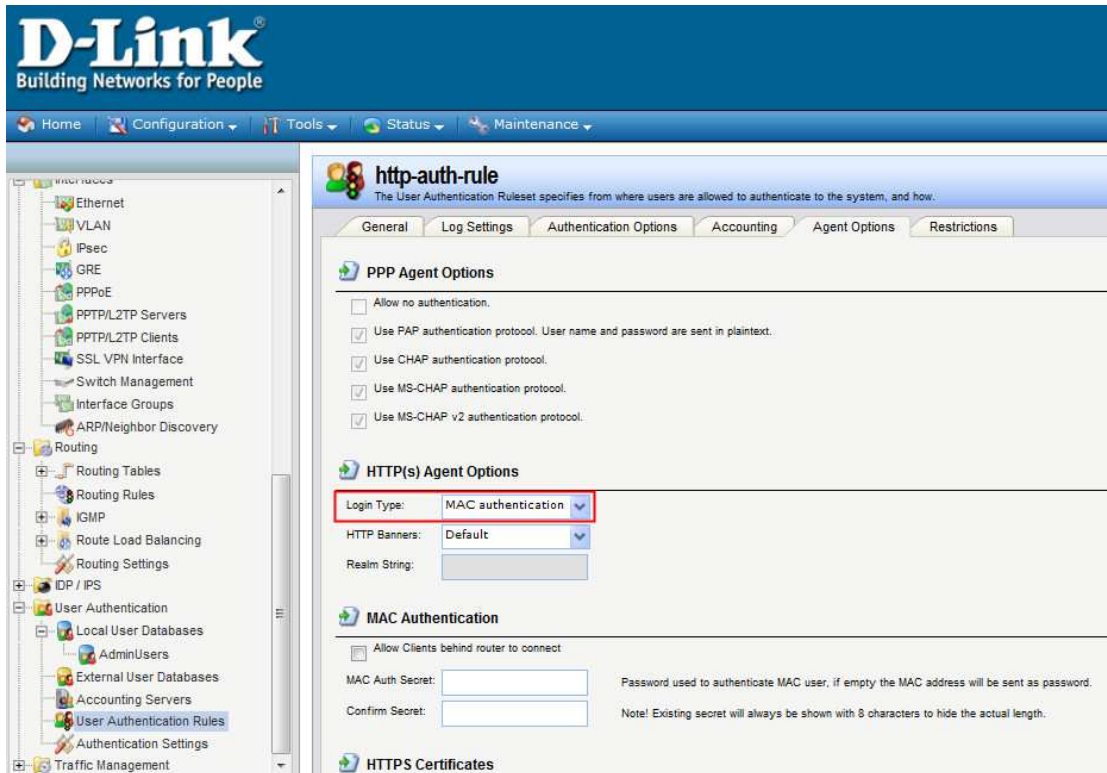 D-Link®
Building Networks for People
Home Configuration Tools Status Maintenance
Interfaces
Ethernet
VLAN
IPsec
GRE
PPPoE
PPTP/L2TP Servers
PPTP/L2TP Clients
SSL VPN Interface
Switch Management
Interface Groups
ARP/Neighbor Discovery
Routing
Routing Tables
Routing Rules
IGMP
Route Load Balancing
Routing Settings
IDP / IPS
User Authentication
Local User Databases
AdminUsers
External User Databases
Accounting Servers
User Authentication Rules
Authentication Settings
Traffic Management
http-auth-rule
The User Authentication Ruleset specifies from where users are allowed to authenticate to the system, and how.
General Log Settings Authentication Options Accounting Agent Options Restrictions
PPP Agent Options
Allow no authentication.
Use PAP authentication protocol. User name and password are sent in plaintext.
Use CHAP authentication protocol.
Use MS-CHAP authentication protocol.
Use MS-CHAP v2 authentication protocol.
HTTP(s) Agent Options
Login Type: MAC authentication
HTTP Banners: Default
Realm String:
MAC Authentication
Allow Clients behind router to connect
MAC Auth Secret: Password used to authenticate MAC user, if empty the MAC address will be sent as password.
Confirm Secret: Note! Existing secret will always be shown with 8 characters to hide the actual length.
HTTPS Certificates